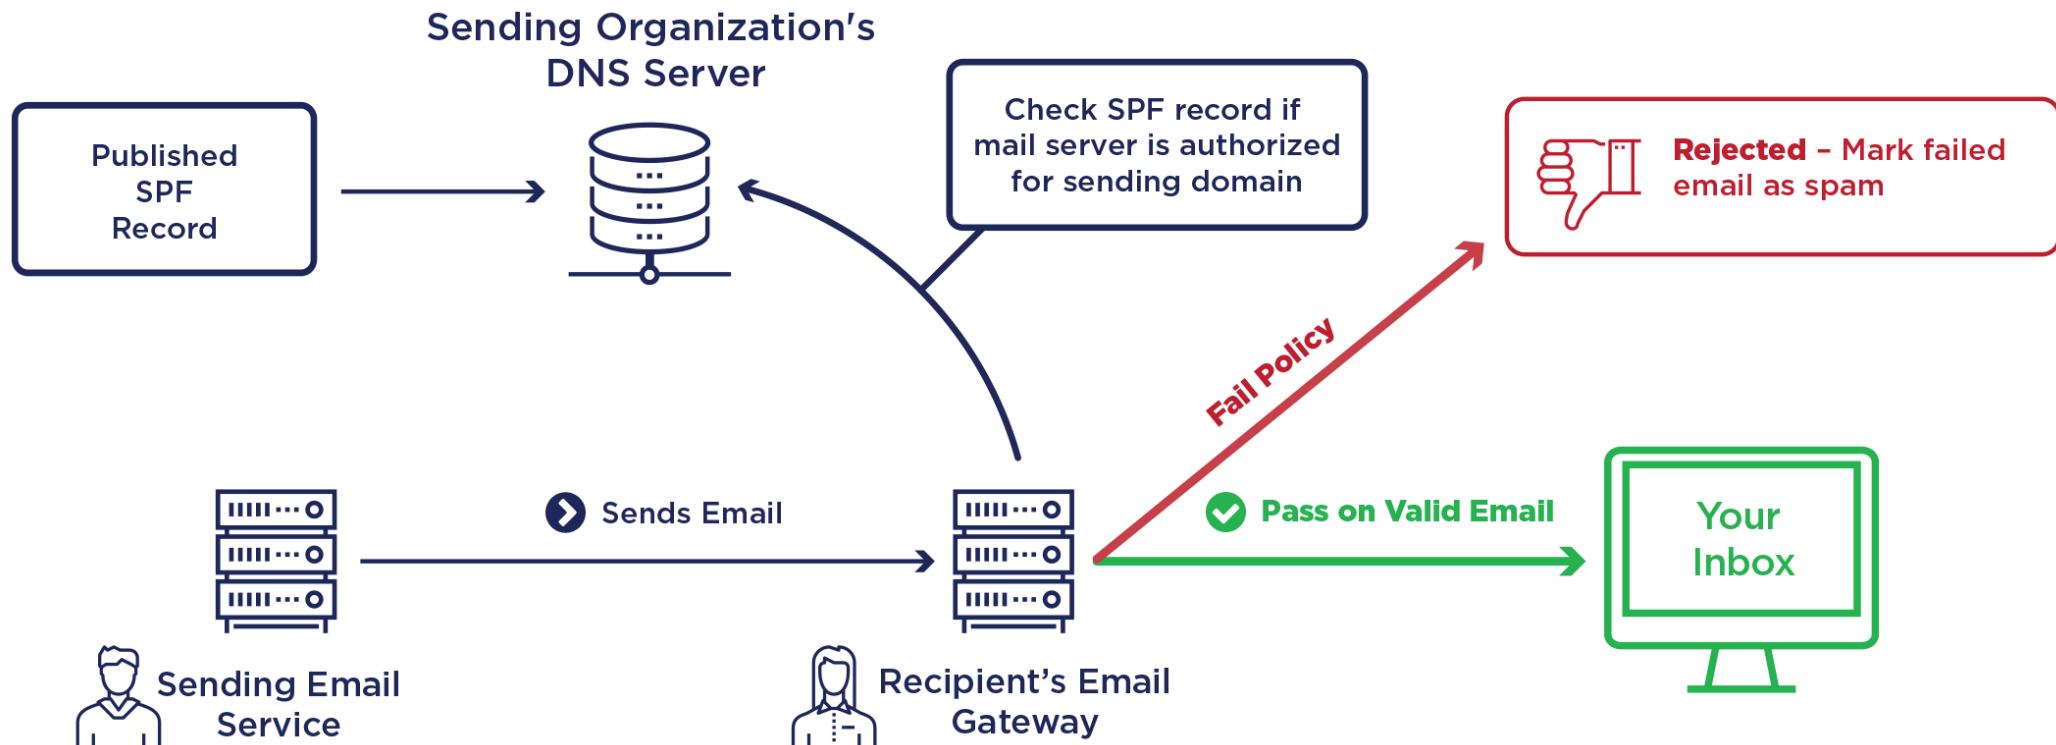 Sending Organization's
DNS Server
Published
SPF
Record
Check SPF record if
mail server is authorized
for sending domain
Rejected – Mark failed
email as spam
Fail Policy
Sends Email
Pass on Valid Email
Your
Inbox
Sending Email
Service
Recipient’s Email
Gateway